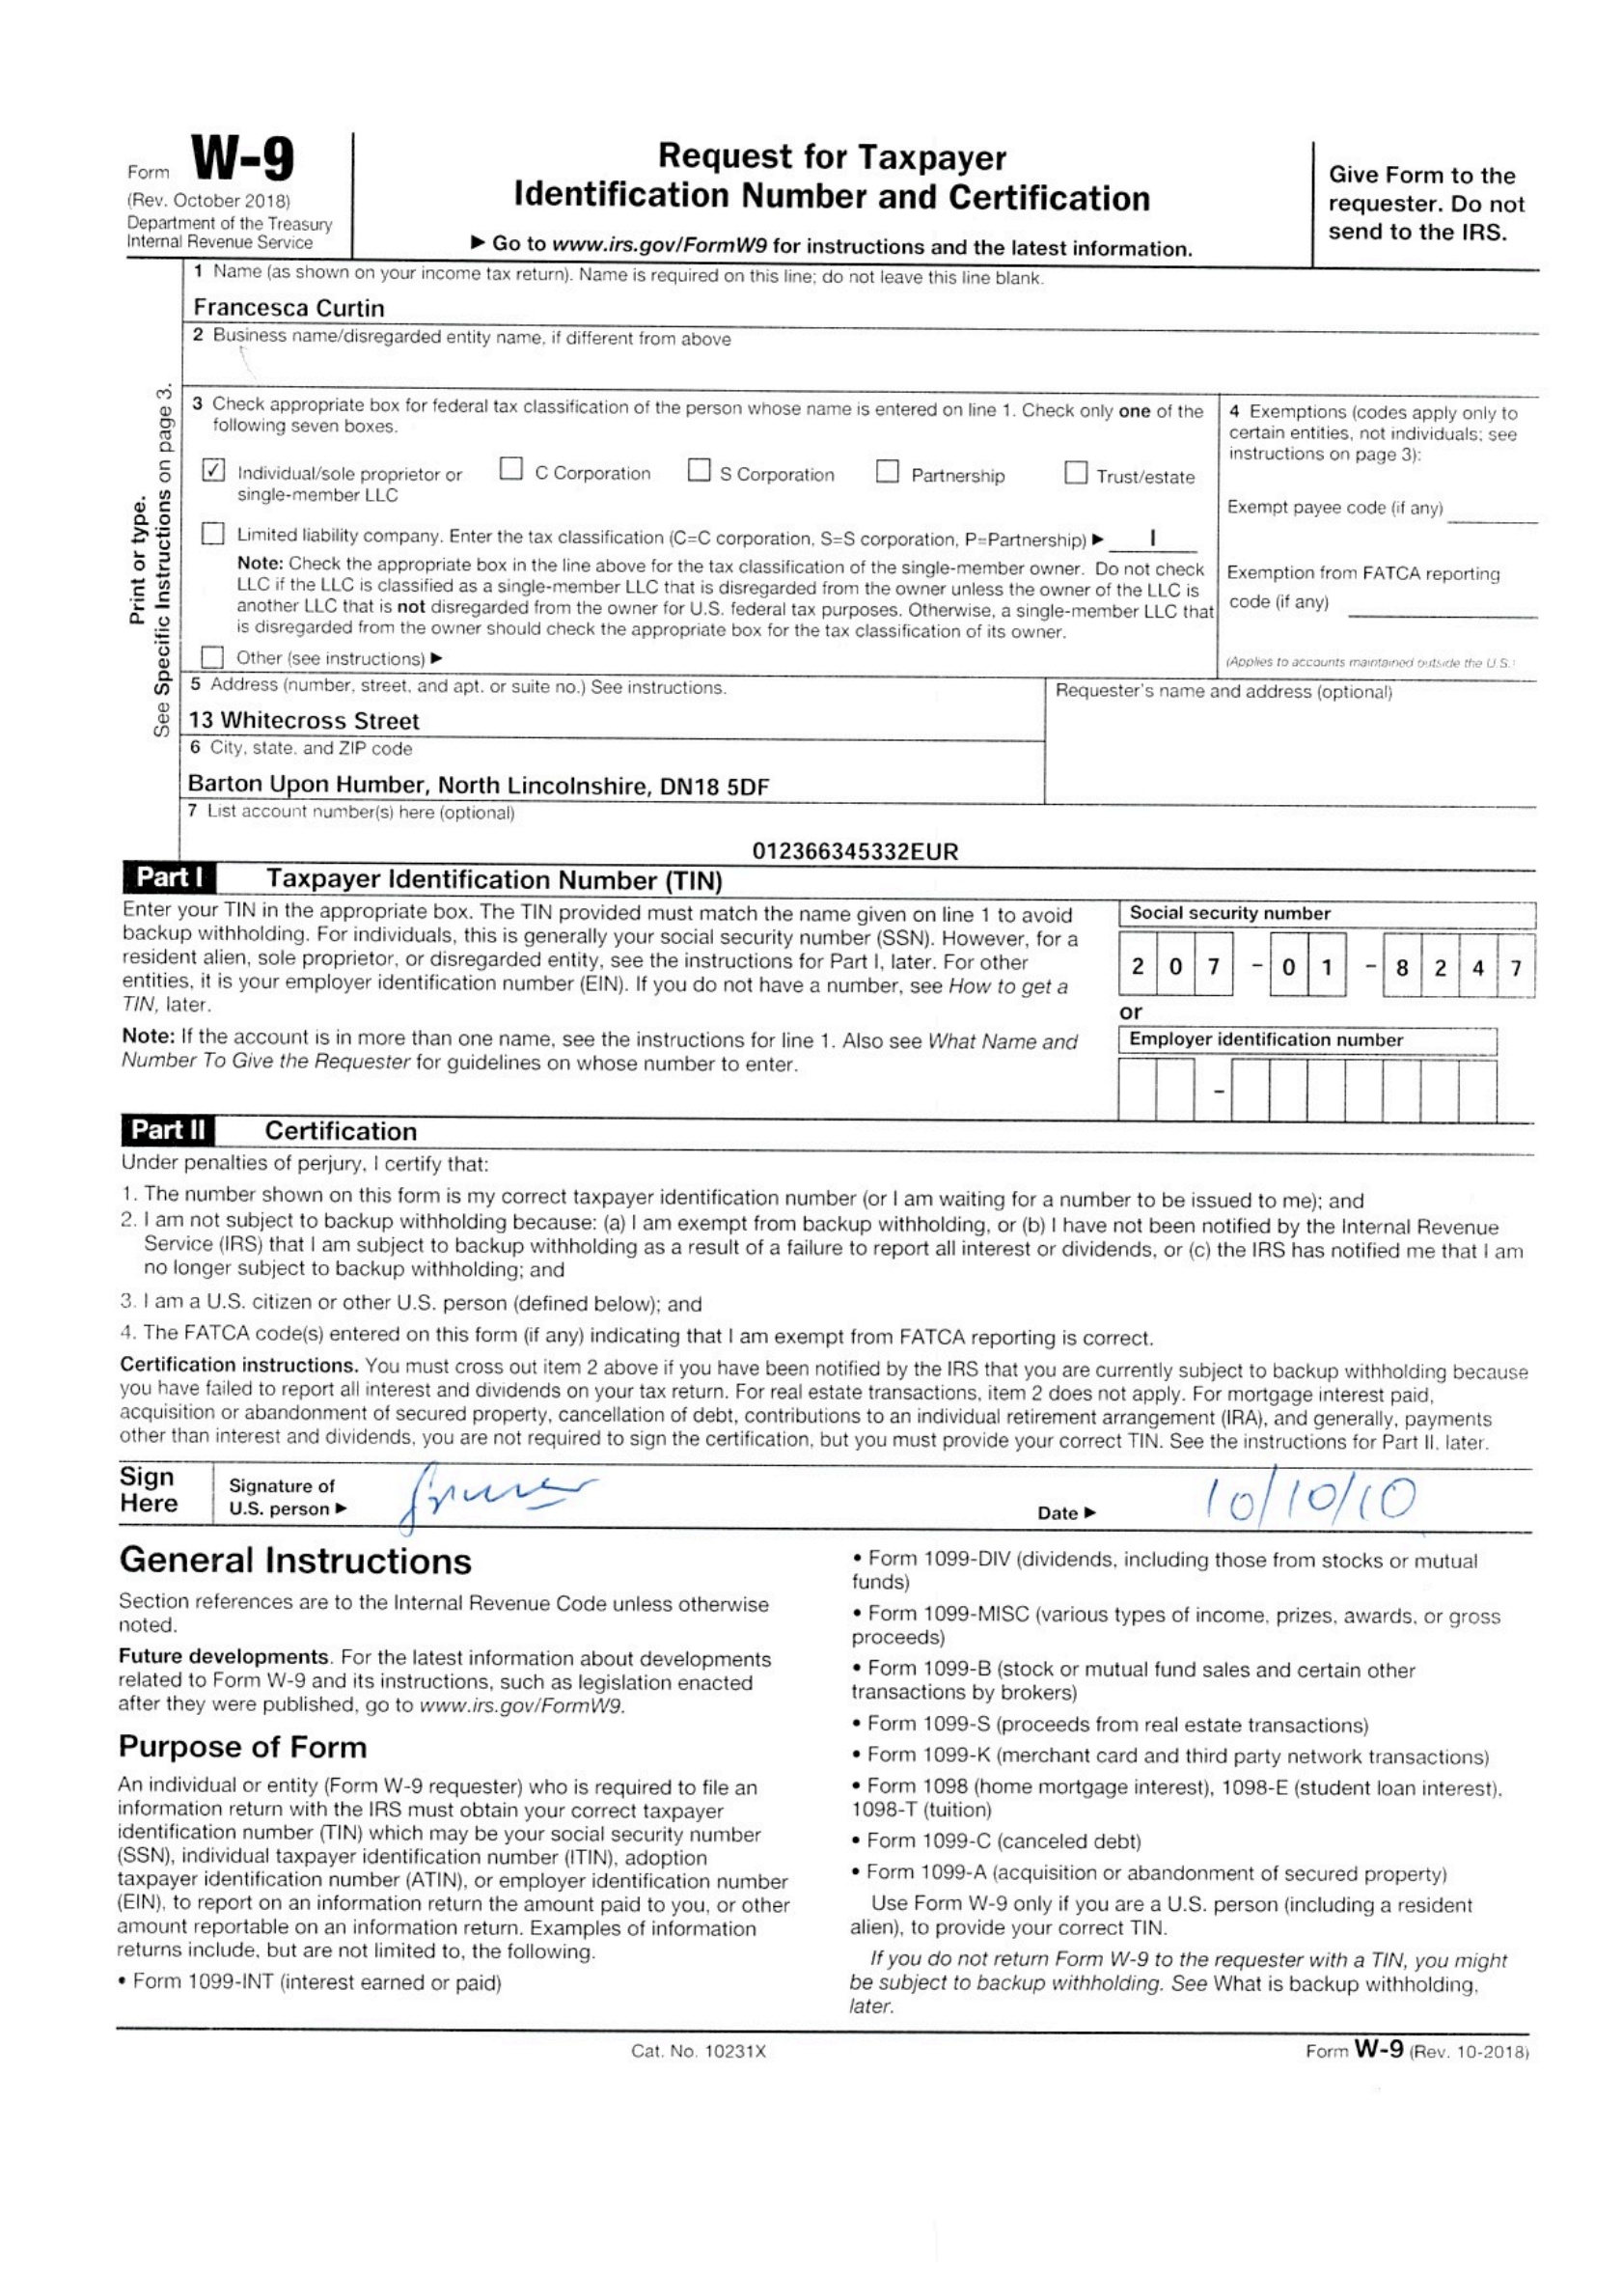 Form W-9
(Rev. October 2018)
Department of the Treasury
Internal Revenue Service
Request for Taxpayer
Identification Number and Certification
▶ Go to www.irs.gov/FormW9 for instructions and the latest information.
Give Form to the
requester. Do not
send to the IRS.
Print or type.
See Specific Instructions on page 3.
1 Name (as shown on your income tax return). Name is required on this line; do not leave this line blank.
Francesca Curtin
2 Business name/disregarded entity name, if different from above
3 Check appropriate box for federal tax classification of the person whose name is entered on line 1. Check only one of the
following seven boxes.
✓ Individual/sole proprietor or
single-member LLC
C Corporation
S Corporation
Partnership
Trust/estate
Limited liability company. Enter the tax classification (C=C corporation, S=S corporation, P=Partnership) ▶ I
Note: Check the appropriate box in the line above for the tax classification of the single-member owner. Do not check
LLC if the LLC is classified as a single-member LLC that is disregarded from the owner unless the owner of the LLC is
another LLC that is not disregarded from the owner for U.S. federal tax purposes. Otherwise, a single-member LLC that
is disregarded from the owner should check the appropriate box for the tax classification of its owner.
Other (see instructions) ▶
4 Exemptions (codes apply only to
certain entities, not individuals; see
instructions on page 3):
Exempt payee code (if any)
Exemption from FATCA reporting
code (if any)
(Applies to accounts maintained outside the U.S.)
5 Address (number, street, and apt. or suite no.) See instructions.
13 Whitecross Street
6 City, state, and ZIP code
Barton Upon Humber, North Lincolnshire, DN18 5DF
Requester's name and address (optional)
7 List account number(s) here (optional)
012366345332EUR
Part I Taxpayer Identification Number (TIN)
Enter your TIN in the appropriate box. The TIN provided must match the name given on line 1 to avoid
backup withholding. For individuals, this is generally your social security number (SSN). However, for a
resident alien, sole proprietor, or disregarded entity, see the instructions for Part I, later. For other
entities, it is your employer identification number (EIN). If you do not have a number, see How to get a
TIN, later.
Note: If the account is in more than one name, see the instructions for line 1. Also see What Name and
Number To Give the Requester for guidelines on whose number to enter.
Social security number
2 0 7 - 0 1 - 8 2 4 7
or
Employer identification number
-
Part II Certification
Under penalties of perjury, I certify that:
1. The number shown on this form is my correct taxpayer identification number (or I am waiting for a number to be issued to me); and
2. I am not subject to backup withholding because: (a) I am exempt from backup withholding, or (b) I have not been notified by the Internal Revenue
Service (IRS) that I am subject to backup withholding as a result of a failure to report all interest or dividends, or (c) the IRS has notified me that I am
no longer subject to backup withholding; and
3. I am a U.S. citizen or other U.S. person (defined below); and
4. The FATCA code(s) entered on this form (if any) indicating that I am exempt from FATCA reporting is correct.
Certification instructions. You must cross out item 2 above if you have been notified by the IRS that you are currently subject to backup withholding because
you have failed to report all interest and dividends on your tax return. For real estate transactions, item 2 does not apply. For mortgage interest paid,
acquisition or abandonment of secured property, cancellation of debt, contributions to an individual retirement arrangement (IRA), and generally, payments
other than interest and dividends, you are not required to sign the certification, but you must provide your correct TIN. See the instructions for Part II, later.
Sign
Here
Signature of
U.S. person ▶
Date ▶ 10/10/10
General Instructions
Section references are to the Internal Revenue Code unless otherwise
noted.
Future developments. For the latest information about developments
related to Form W-9 and its instructions, such as legislation enacted
after they were published, go to www.irs.gov/FormW9.
Purpose of Form
An individual or entity (Form W-9 requester) who is required to file an
information return with the IRS must obtain your correct taxpayer
identification number (TIN) which may be your social security number
(SSN), individual taxpayer identification number (ITIN), adoption
taxpayer identification number (ATIN), or employer identification number
(EIN), to report on an information return the amount paid to you, or other
amount reportable on an information return. Examples of information
returns include, but are not limited to, the following.
• Form 1099-INT (interest earned or paid)
• Form 1099-DIV (dividends, including those from stocks or mutual
funds)
• Form 1099-MISC (various types of income, prizes, awards, or gross
proceeds)
• Form 1099-B (stock or mutual fund sales and certain other
transactions by brokers)
• Form 1099-S (proceeds from real estate transactions)
• Form 1099-K (merchant card and third party network transactions)
• Form 1098 (home mortgage interest), 1098-E (student loan interest),
1098-T (tuition)
• Form 1099-C (canceled debt)
• Form 1099-A (acquisition or abandonment of secured property)
Use Form W-9 only if you are a U.S. person (including a resident
alien), to provide your correct TIN.
If you do not return Form W-9 to the requester with a TIN, you might
be subject to backup withholding. See What is backup withholding,
later.
Cat. No. 10231X
Form W-9 (Rev. 10-2018)